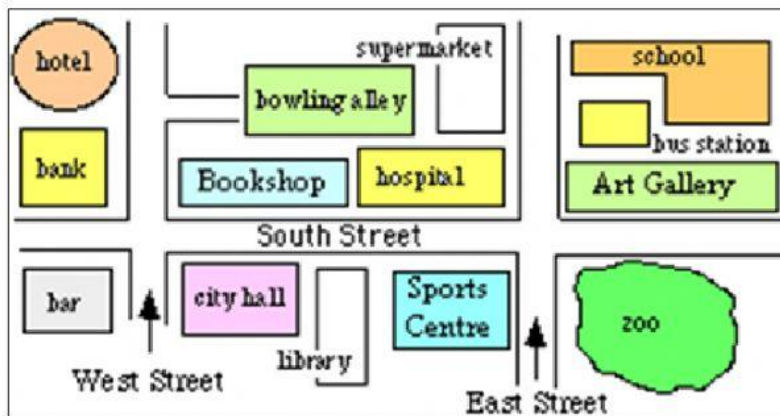 hotel
supermarket
school
bowling alley
bank
Bookshop
hospital
bus station
Art Gallery
South Street
bar
city hall
library
Sports
Centre
zoo
West Street
East Street